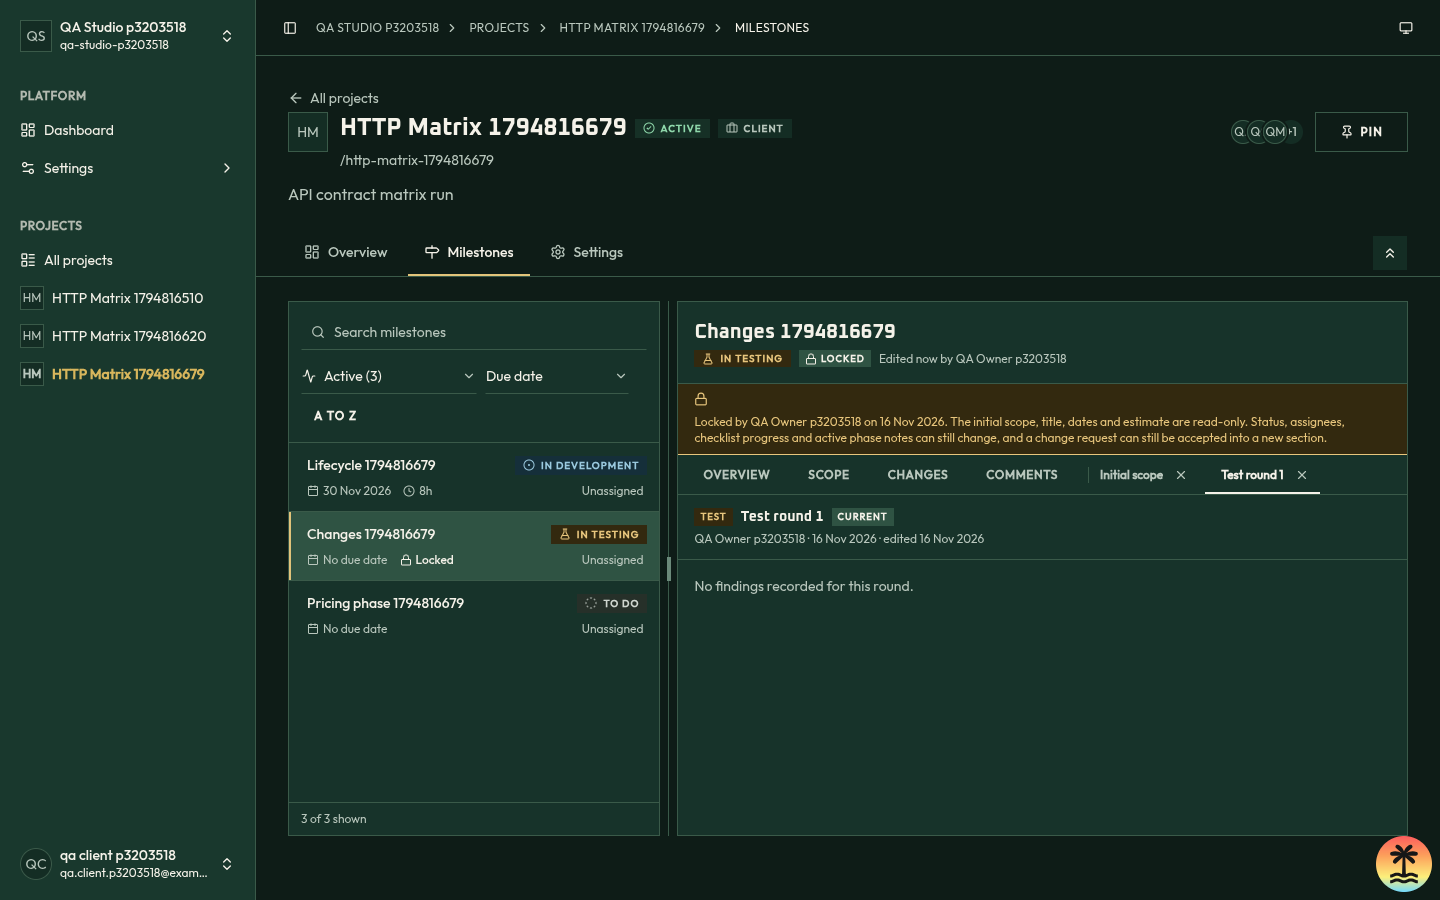 QS
QA Studio p3203518
qa-studio-p3203518
PLATFORM
Dashboard
Settings
PROJECTS
All projects
HM HTTP Matrix 1794816510
HM HTTP Matrix 1794816620
HM HTTP Matrix 1794816679
QC
qa client p3203518
qa.client.p3203518@exam...
QA STUDIO P3203518 > PROJECTS > HTTP MATRIX 1794816679 > MILESTONES
All projects
HM
HTTP Matrix 1794816679 ACTIVE CLIENT
/http-matrix-1794816679
Q Q QM +1
PIN
API contract matrix run
Overview Milestones Settings
Search milestones
Active (3) Due date
A TO Z
Lifecycle 1794816679 IN DEVELOPMENT
30 Nov 2026 8h Unassigned
Changes 1794816679 IN TESTING
No due date Locked Unassigned
Pricing phase 1794816679 TO DO
No due date Unassigned
3 of 3 shown
Changes 1794816679
IN TESTING LOCKED Edited now by QA Owner p3203518
Locked by QA Owner p3203518 on 16 Nov 2026. The initial scope, title, dates and estimate are read-only. Status, assignees,
checklist progress and active phase notes can still change, and a change request can still be accepted into a new section.
OVERVIEW SCOPE CHANGES COMMENTS Initial scope Test round 1
TEST Test round 1 CURRENT
QA Owner p3203518 · 16 Nov 2026 · edited 16 Nov 2026
No findings recorded for this round.